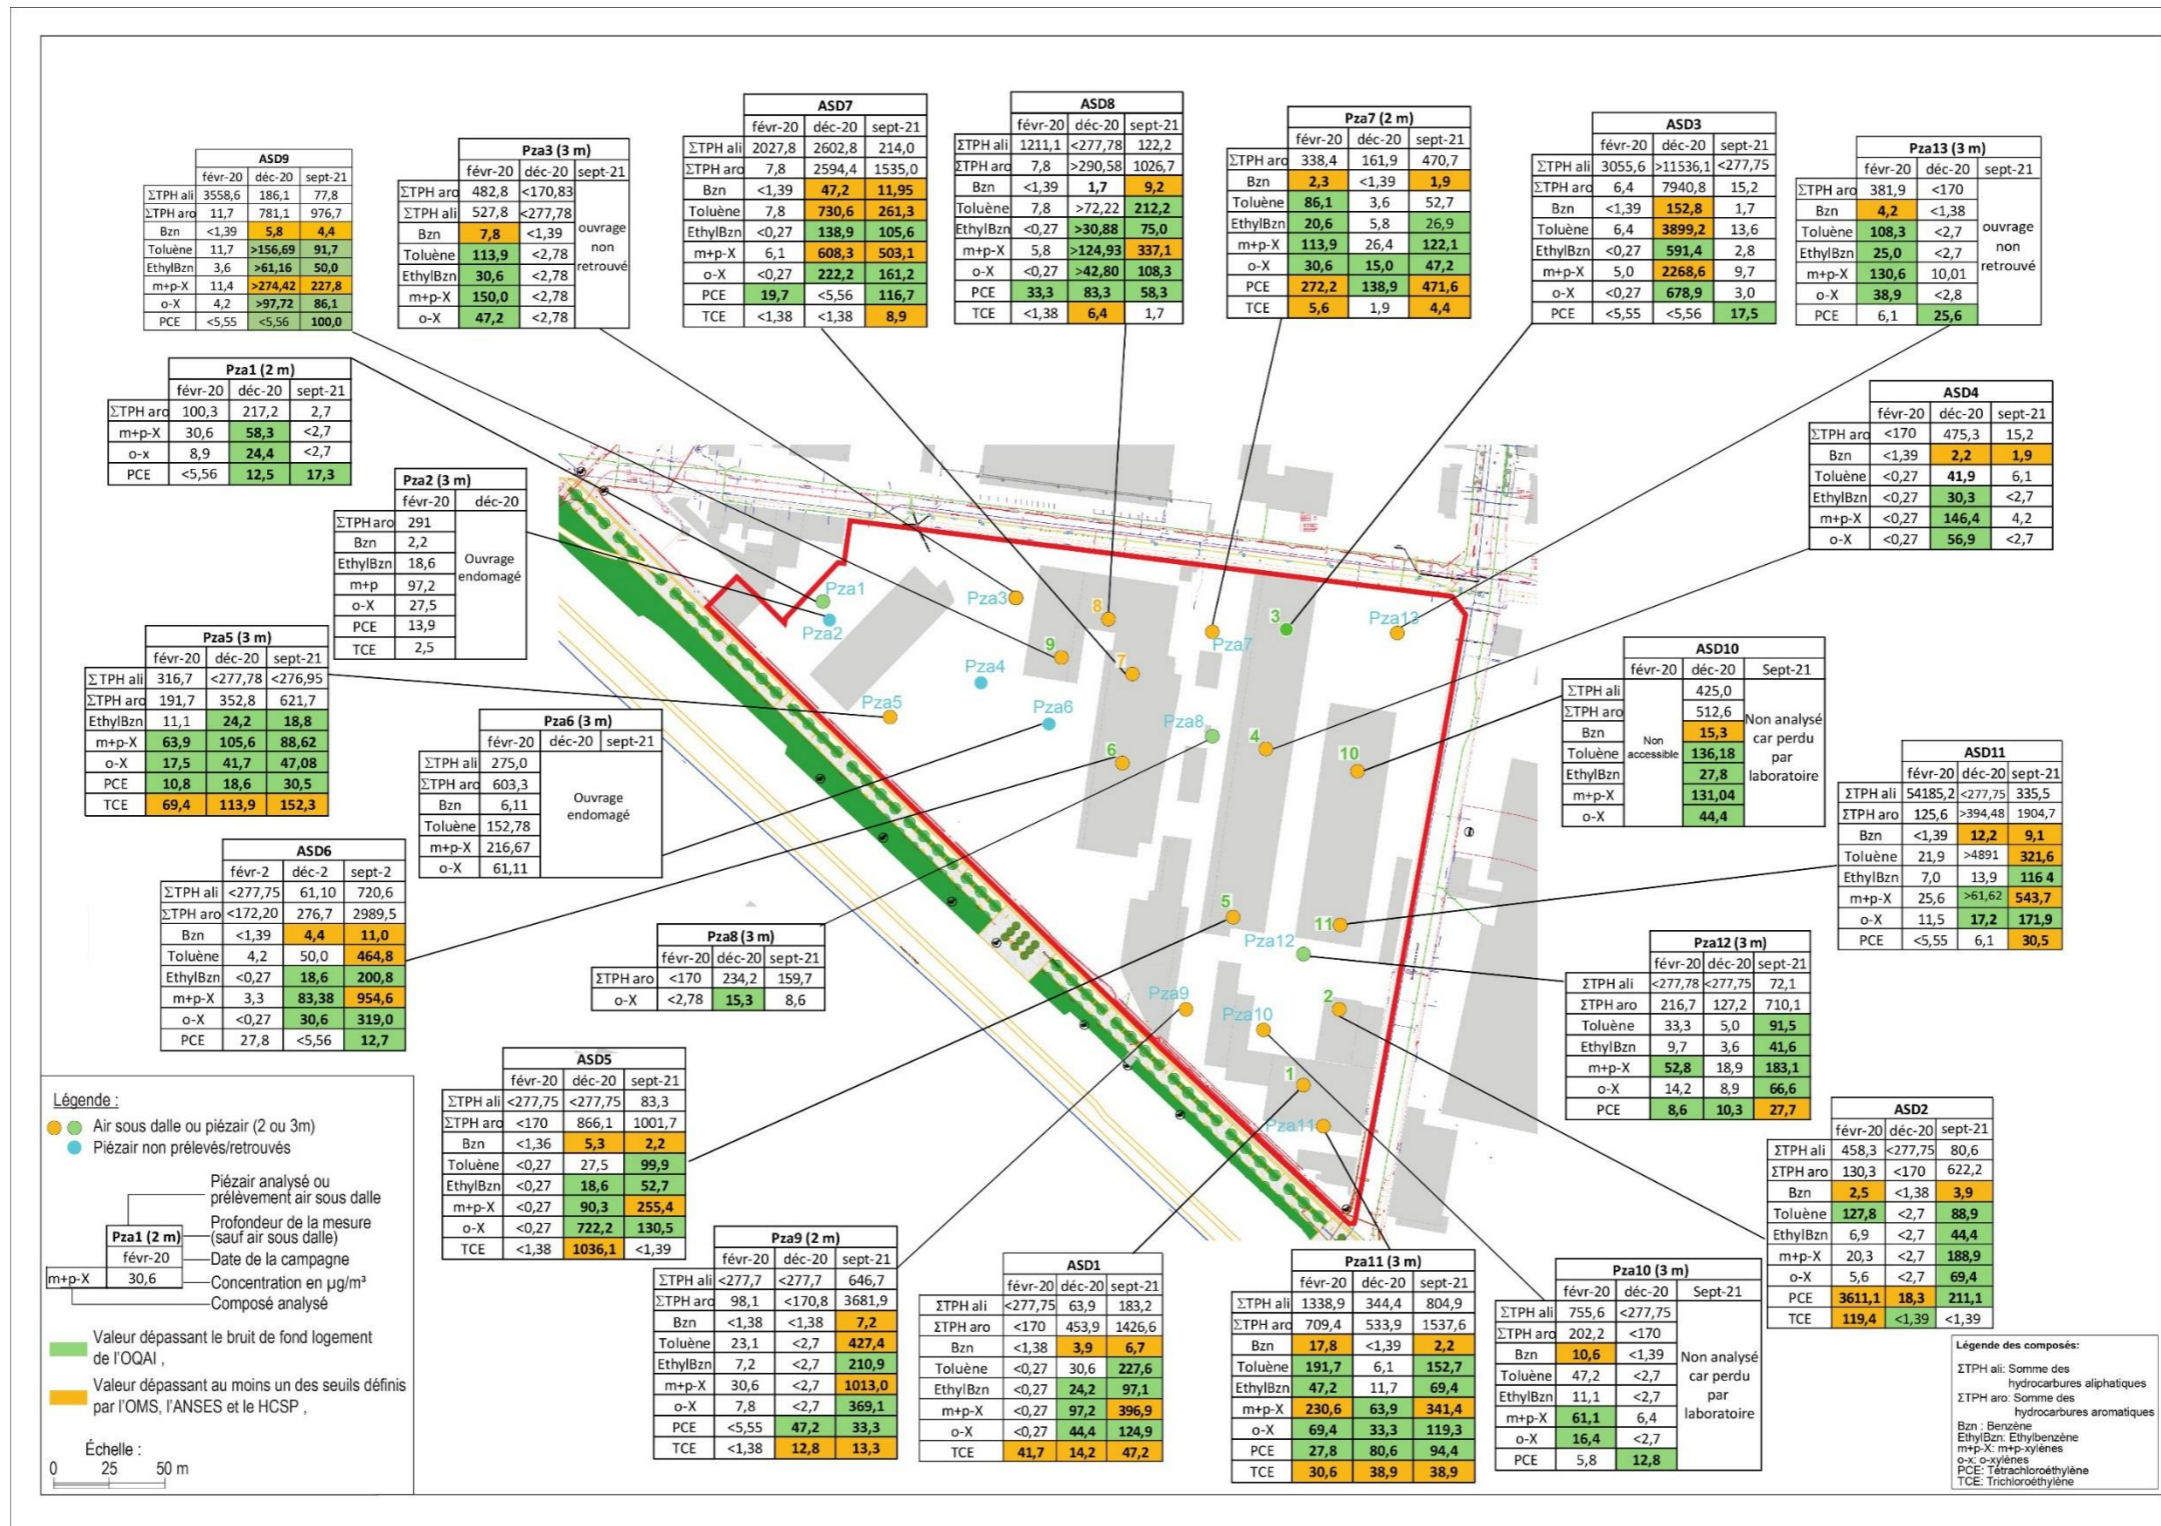 ASD9
févr-20 déc-20 sept-21
ΣTPH ali 3558,6 186,1 77,8
ΣTPH aro 11,7 781,1 976,7
Bzn <1,39 5,8 4,4
Toluène 11,7 >156,69 91,7
EthylBzn 3,6 >61,16 50,0
m+p-X 11,4 >274,42 227,8
o-X 4,2 >97,72 86,1
PCE <5,55 <5,56 100,0
Pza3 (3 m)
févr-20 déc-20 sept-21
ΣTPH aro 482,8 <170,83
ΣTPH ali 527,8 <277,78
Bzn 7,8 <1,39
Toluène 113,9 <2,78
EthylBzn 30,6 <2,78
m+p-X 150,0 <2,78
o-X 47,2 <2,78
ouvrage
non
retrouvé
ASD7
févr-20 déc-20 sept-21
ΣTPH ali 2027,8 2602,8 214,0
ΣTPH aro 7,8 2594,4 1535,0
Bzn <1,39 47,2 11,95
Toluène 7,8 730,6 261,3
EthylBzn <0,27 138,9 105,6
m+p-X 6,1 608,3 503,1
o-X <0,27 222,2 161,2
PCE 19,7 <5,56 116,7
TCE <1,38 <1,38 8,9
ASD8
févr-20 déc-20 sept-21
ΣTPH ali 1211,1 <277,78 122,2
ΣTPH aro 7,8 >290,58 1026,7
Bzn <1,39 1,7 9,2
Toluène 7,8 >72,22 212,2
EthylBzn <0,27 >30,88 75,0
m+p-X 5,8 >124,93 337,1
o-X <0,27 >42,80 108,3
PCE 33,3 83,3 58,3
TCE <1,38 6,4 1,7
Pza7 (2 m)
févr-20 déc-20 sept-21
ΣTPH aro 338,4 161,9 470,7
Bzn 2,3 <1,39 1,9
Toluène 86,1 3,6 52,7
EthylBzn 20,6 5,8 26,9
m+p-X 113,9 26,4 122,1
o-X 30,6 15,0 47,2
PCE 272,2 138,9 471,6
TCE 5,6 1,9 4,4
ASD3
févr-20 déc-20 sept-21
ΣTPH ali 3055,6 >11536,1 <277,75
ΣTPH aro 6,4 7940,8 15,2
Bzn <1,39 152,8 1,7
Toluène 6,4 3899,2 13,6
EthylBzn <0,27 591,4 2,8
m+p-X 5,0 2268,6 9,7
o-X <0,27 678,9 3,0
PCE <5,55 <5,56 17,5
Pza13 (3 m)
févr-20 déc-20 sept-21
ΣTPH aro 381,9 <170
Bzn 4,2 <1,38
Toluène 108,3 <2,7
EthylBzn 25,0 <2,7
m+p-X 130,6 10,01
o-X 38,9 <2,8
PCE 6,1 25,6
ouvrage
non
retrouvé
Pza1 (2 m)
févr-20 déc-20 sept-21
ΣTPH aro 100,3 217,2 2,7
m+p-X 30,6 58,3 <2,7
o-x 8,9 24,4 <2,7
PCE <5,56 12,5 17,3
ASD4
févr-20 déc-20 sept-21
ΣTPH aro <170 475,3 15,2
Bzn <1,39 2,2 1,9
Toluène <0,27 41,9 6,1
EthylBzn <0,27 30,3 <2,7
m+p-X <0,27 146,4 4,2
o-X <0,27 56,9 <2,7
Pza2 (3 m)
févr-20 déc-20
ΣTPH aro 291
Bzn 2,2
EthylBzn 18,6
m+p 97,2
o-X 27,5
PCE 13,9
TCE 2,5
Ouvrage
endomagé
Pza5 (3 m)
févr-20 déc-20 sept-21
ΣTPH ali 316,7 <277,78 <276,95
ΣTPH aro 191,7 352,8 621,7
EthylBzn 11,1 24,2 18,8
m+p-X 63,9 105,6 88,62
o-X 17,5 41,7 47,08
PCE 10,8 18,6 30,5
TCE 69,4 113,9 152,3
Pza6 (3 m)
févr-20 déc-20 sept-21
ΣTPH ali 275,0
ΣTPH aro 603,3
Bzn 6,11
Toluène 152,78
m+p-X 216,67
o-X 61,11
Ouvrage
endomagé
ASD10
févr-20 déc-20 Sept-21
ΣTPH ali 425,0
ΣTPH aro 512,6
Bzn 15,3
Toluène 136,18
EthylBzn 27,8
m+p-X 131,04
o-X 44,4
Non
accessible
Non analysé
car perdu
par
laboratoire
ASD11
févr-20 déc-20 sept-21
ΣTPH ali 54185,2 <277,75 335,5
ΣTPH aro 125,6 >394,48 1904,7
Bzn <1,39 12,2 9,1
Toluène 21,9 >4891 321,6
EthylBzn 7,0 13,9 116 4
m+p-X 25,6 >61,62 543,7
o-X 11,5 17,2 171,9
PCE <5,55 6,1 30,5
ASD6
févr-2 déc-2 sept-2
ΣTPH ali <277,75 61,10 720,6
ΣTPH aro <172,20 276,7 2989,5
Bzn <1,39 4,4 11,0
Toluène 4,2 50,0 464,8
EthylBzn <0,27 18,6 200,8
m+p-X 3,3 83,38 954,6
o-X <0,27 30,6 319,0
PCE 27,8 <5,56 12,7
Pza8 (3 m)
févr-20 déc-20 sept-21
ΣTPH aro <170 234,2 159,7
o-X <2,78 15,3 8,6
Pza12 (3 m)
févr-20 déc-20 sept-21
ΣTPH ali <277,78 <277,75 72,1
ΣTPH aro 216,7 127,2 710,1
Toluène 33,3 5,0 91,5
EthylBzn 9,7 3,6 41,6
m+p-X 52,8 18,9 183,1
o-X 14,2 8,9 66,6
PCE 8,6 10,3 27,7
ASD5
févr-20 déc-20 sept-21
ΣTPH ali <277,75 <277,75 83,3
ΣTPH aro <170 866,1 1001,7
Bzn <1,36 5,3 2,2
Toluène <0,27 27,5 99,9
EthylBzn <0,27 18,6 52,7
m+p-X <0,27 90,3 255,4
o-X <0,27 722,2 130,5
TCE <1,38 1036,1 <1,39
ASD2
févr-20 déc-20 sept-21
ΣTPH ali 458,3 <277,75 80,6
ΣTPH aro 130,3 <170 622,2
Bzn 2,5 <1,38 3,9
Toluène 127,8 <2,7 88,9
EthylBzn 6,9 <2,7 44,4
m+p-X 20,3 <2,7 188,9
o-X 5,6 <2,7 69,4
PCE 3611,1 18,3 211,1
TCE 119,4 <1,39 <1,39
Pza9 (2 m)
févr-20 déc-20 sept-21
ΣTPH ali <277,7 <277,7 646,7
ΣTPH aro 98,1 <170,8 3681,9
Bzn <1,38 <1,38 7,2
Toluène 23,1 <2,7 427,4
EthylBzn 7,2 <2,7 210,9
m+p-X 30,6 <2,7 1013,0
o-X 7,8 <2,7 369,1
PCE <5,55 47,2 33,3
TCE <1,38 12,8 13,3
ASD1
févr-20 déc-20 sept-21
ΣTPH ali <277,75 63,9 183,2
ΣTPH aro <170 453,9 1426,6
Bzn <1,38 3,9 6,7
Toluène <0,27 30,6 227,6
EthylBzn <0,27 24,2 97,1
m+p-X <0,27 97,2 396,9
o-X <0,27 44,4 124,9
TCE 41,7 14,2 47,2
Pza11 (3 m)
févr-20 déc-20 sept-21
ΣTPH ali 1338,9 344,4 804,9
ΣTPH aro 709,4 533,9 1537,6
Bzn 17,8 <1,39 2,2
Toluène 191,7 6,1 152,7
EthylBzn 47,2 11,7 69,4
m+p-X 230,6 63,9 341,4
o-X 69,4 33,3 119,3
PCE 27,8 80,6 94,4
TCE 30,6 38,9 38,9
Pza10 (3 m)
févr-20 déc-20 Sept-21
ΣTPH ali 755,6 <277,75
ΣTPH aro 202,2 <170
Bzn 10,6 <1,39
Toluène 47,2 <2,7
EthylBzn 11,1 <2,7
m+p-X 61,1 6,4
o-X 16,4 <2,7
PCE 5,8 12,8
Non analysé
car perdu
par
laboratoire
Pza1
Pza2
Pza3
8
Pza7
3
Pza13
9
7
Pza4
Pza5
Pza6
Pza8
4
6
10
5
11
Pza12
Pza9
Pza10
2
1
Pza11
Légende :
Air sous dalle ou piézair (2 ou 3m)
Piézair non prélevés/retrouvés
Piézair analysé ou
prélèvement air sous dalle
Pza1 (2 m)
Profondeur de la mesure
(sauf air sous dalle)
févr-20
Date de la campagne
m+p-X 30,6
Concentration en µg/m³
Composé analysé
Valeur dépassant le bruit de fond logement
de l'OQAI ,
Valeur dépassant au moins un des seuils définis
par l'OMS, l'ANSES et le HCSP ,
Échelle :
0 25 50 m
Légende des composés:
ΣTPH ali: Somme des
hydrocarbures aliphatiques
ΣTPH aro: Somme des
hydrocarbures aromatiques
Bzn : Benzène
EthylBzn: Ethylbenzène
m+p-X: m+p-xylènes
o-x: o-xylènes
PCE: Tétrachloroéthylène
TCE: Trichloroéthylène